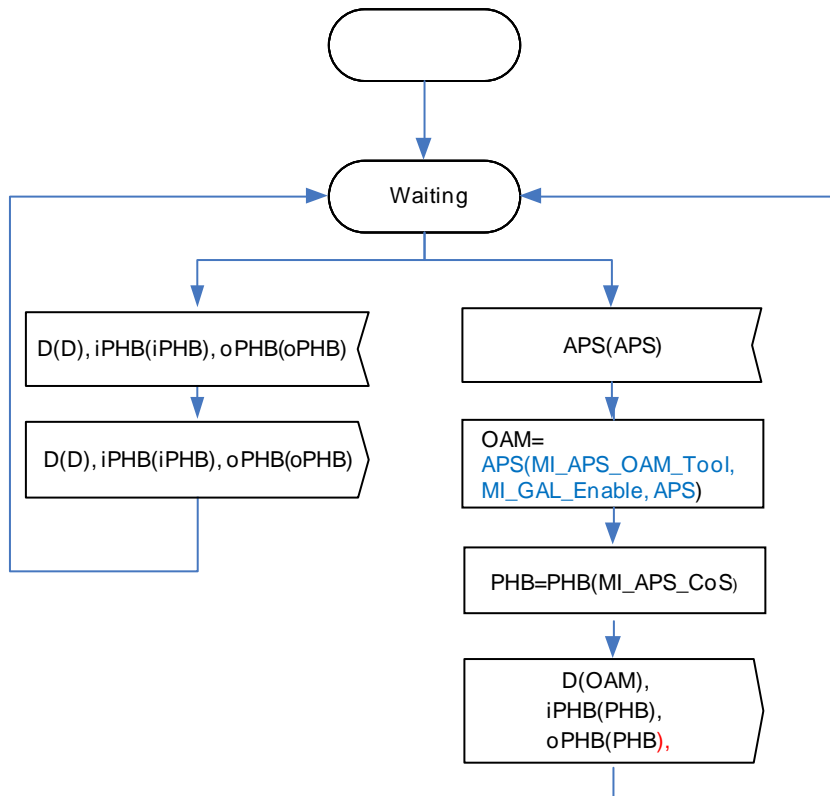 Waiting
D(D), iPHB(iPHB), oPHB(oPHB)
D(D), iPHB(iPHB), oPHB(oPHB)
APS(APS)
OAM=
APS(MI_APS_OAM_Tool,
MI_GAL_Enable, APS)
PHB=PHB(MI_APS_CoS)
D(OAM),
iPHB(PHB),
oPHB(PHB),